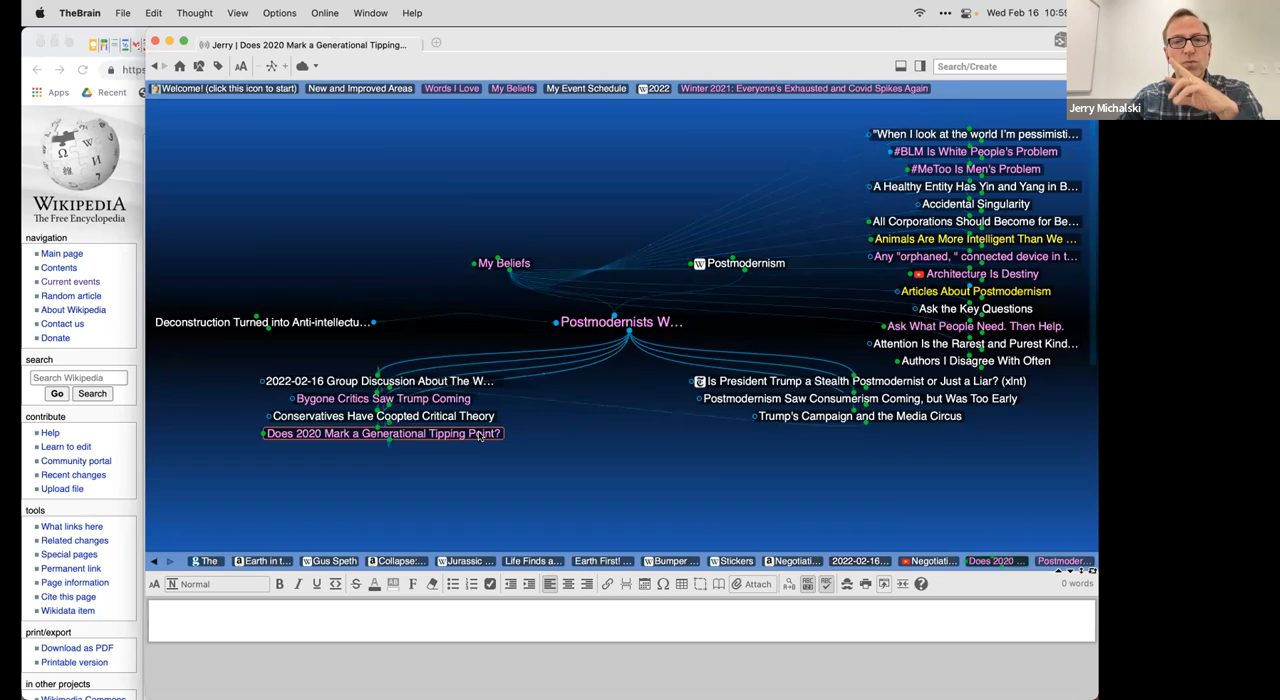 TheBrain File Edit Thought View Options Online Window Help
Wed Feb 16 10:59
Jerry | Does 2020 Mark a Generational Tipping...
https
Apps Recent
AA
Search/Create
Welcome! (click this icon to start) New and Improved Areas Words I Love My Beliefs My Event Schedule 2022 Winter 2021: Everyone's Exhausted and Covid Spikes Again
Jerry Michalski
WIKIPEDIA
The Free Encyclopedia
navigation
Main page
Contents
Current events
Random article
About Wikipedia
Contact us
Donate
search
Search Wikipedia
Go Search
contribute
Help
Learn to edit
Community portal
Recent changes
Upload file
tools
What links here
Related changes
Special pages
Permanent link
Page information
Cite this page
Wikidata item
print/export
Download as PDF
Printable version
in other projects
Wikimedia Commons
"When I look at the world I'm pessimisti...
#BLM Is White People's Problem
#MeToo Is Men's Problem
A Healthy Entity Has Yin and Yang in B...
Accidental Singularity
All Corporations Should Become for Be...
Animals Are More Intelligent Than We ...
Any "orphaned, " connected device in t...
Architecture Is Destiny
Articles About Postmodernism
Ask the Key Questions
Ask What People Need. Then Help.
Attention Is the Rarest and Purest Kind...
Authors I Disagree With Often
My Beliefs
Postmodernism
Deconstruction Turned into Anti-intellectu...
Postmodernists W...
2022-02-16 Group Discussion About The W...
Bygone Critics Saw Trump Coming
Conservatives Have Coopted Critical Theory
Does 2020 Mark a Generational Tipping Point?
Is President Trump a Stealth Postmodernist or Just a Liar? (xlnt)
Postmodernism Saw Consumerism Coming, but Was Too Early
Trump's Campaign and the Media Circus
The Earth in t... Gus Speth Collapse:... Jurassic ... Life Finds a... Earth First! ... Bumper ... Stickers Negotiati... 2022-02-16... Negotiati... Does 2020 ... Postmoder...
AA Normal B I U S A F Attach 0 words